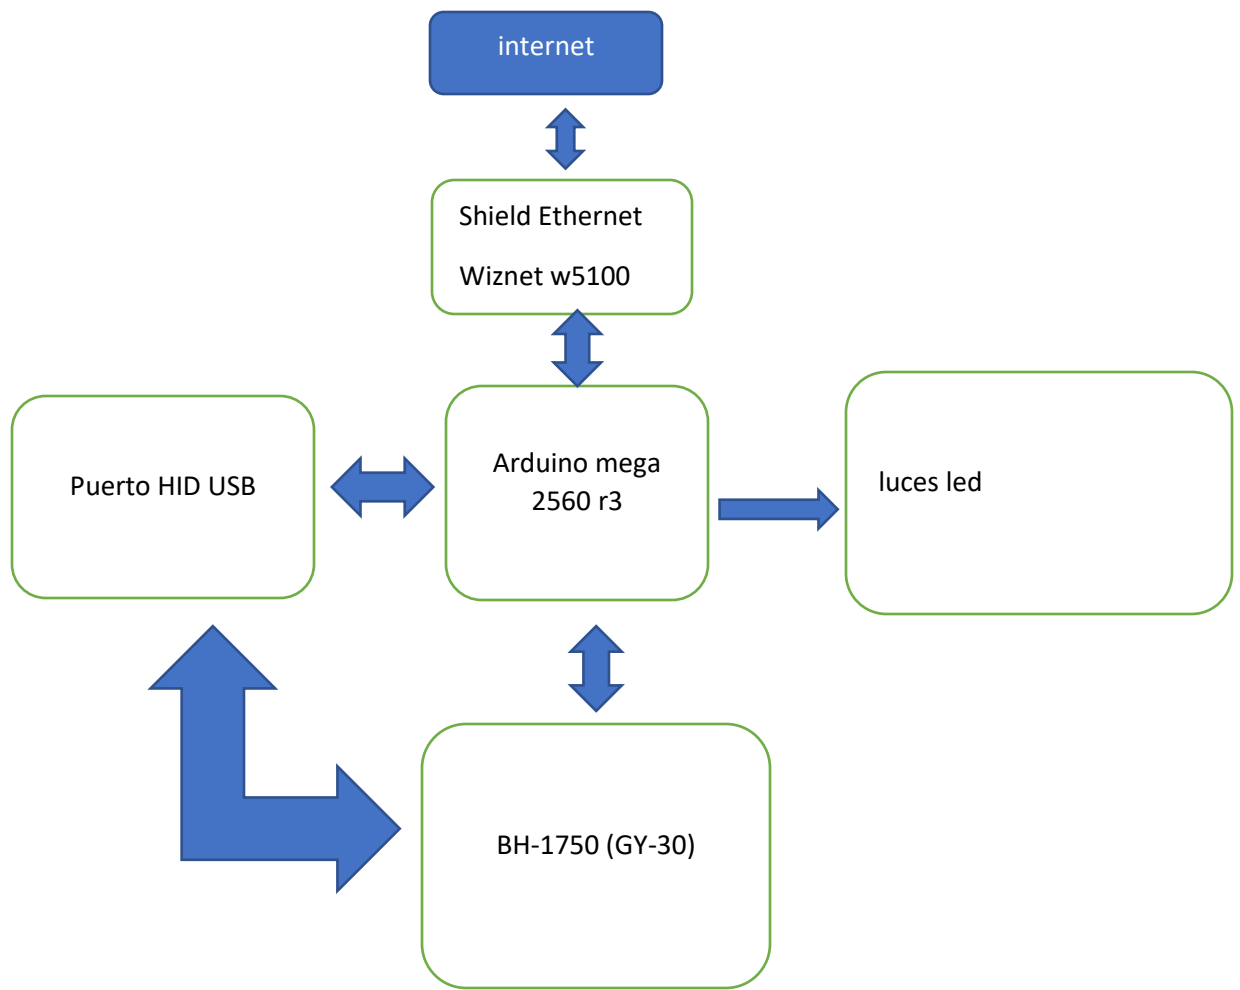 internet
Shield Ethernet
Wiznet w5100
Puerto HID USB
Arduino mega
2560 r3
luces led
BH-1750 (GY-30)